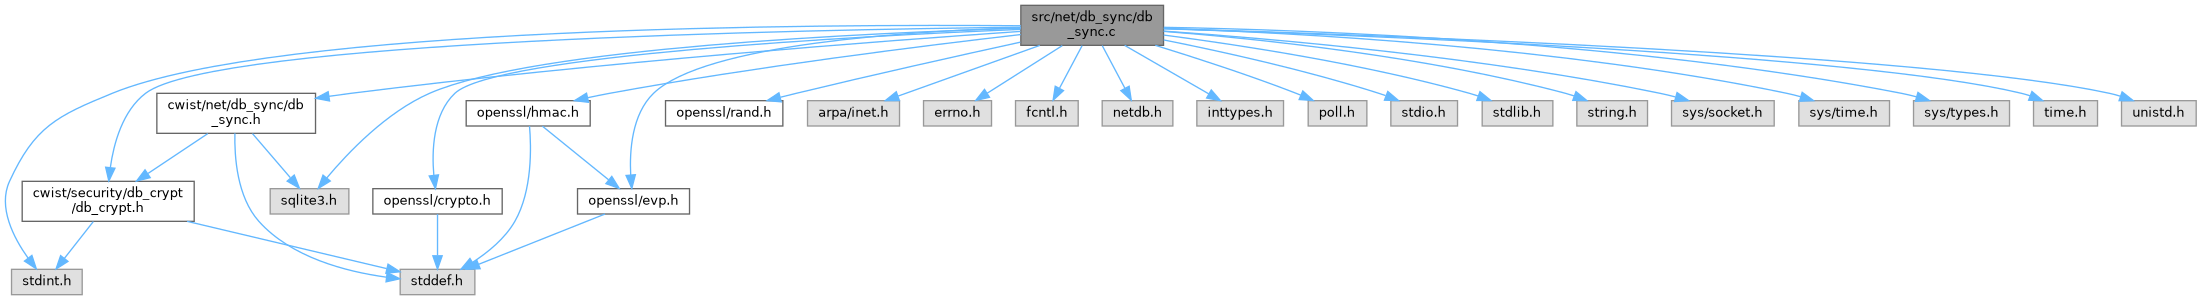 src/net/db_sync/db
_sync.c
cwist/net/db_sync/db
_sync.h
openssl/hmac.h
openssl/rand.h
arpa/inet.h
errno.h
fcntl.h
netdb.h
inttypes.h
poll.h
stdio.h
stdlib.h
string.h
sys/socket.h
sys/time.h
sys/types.h
time.h
unistd.h
cwist/security/db_crypt
/db_crypt.h
sqlite3.h
openssl/crypto.h
openssl/evp.h
stdint.h
stddef.h